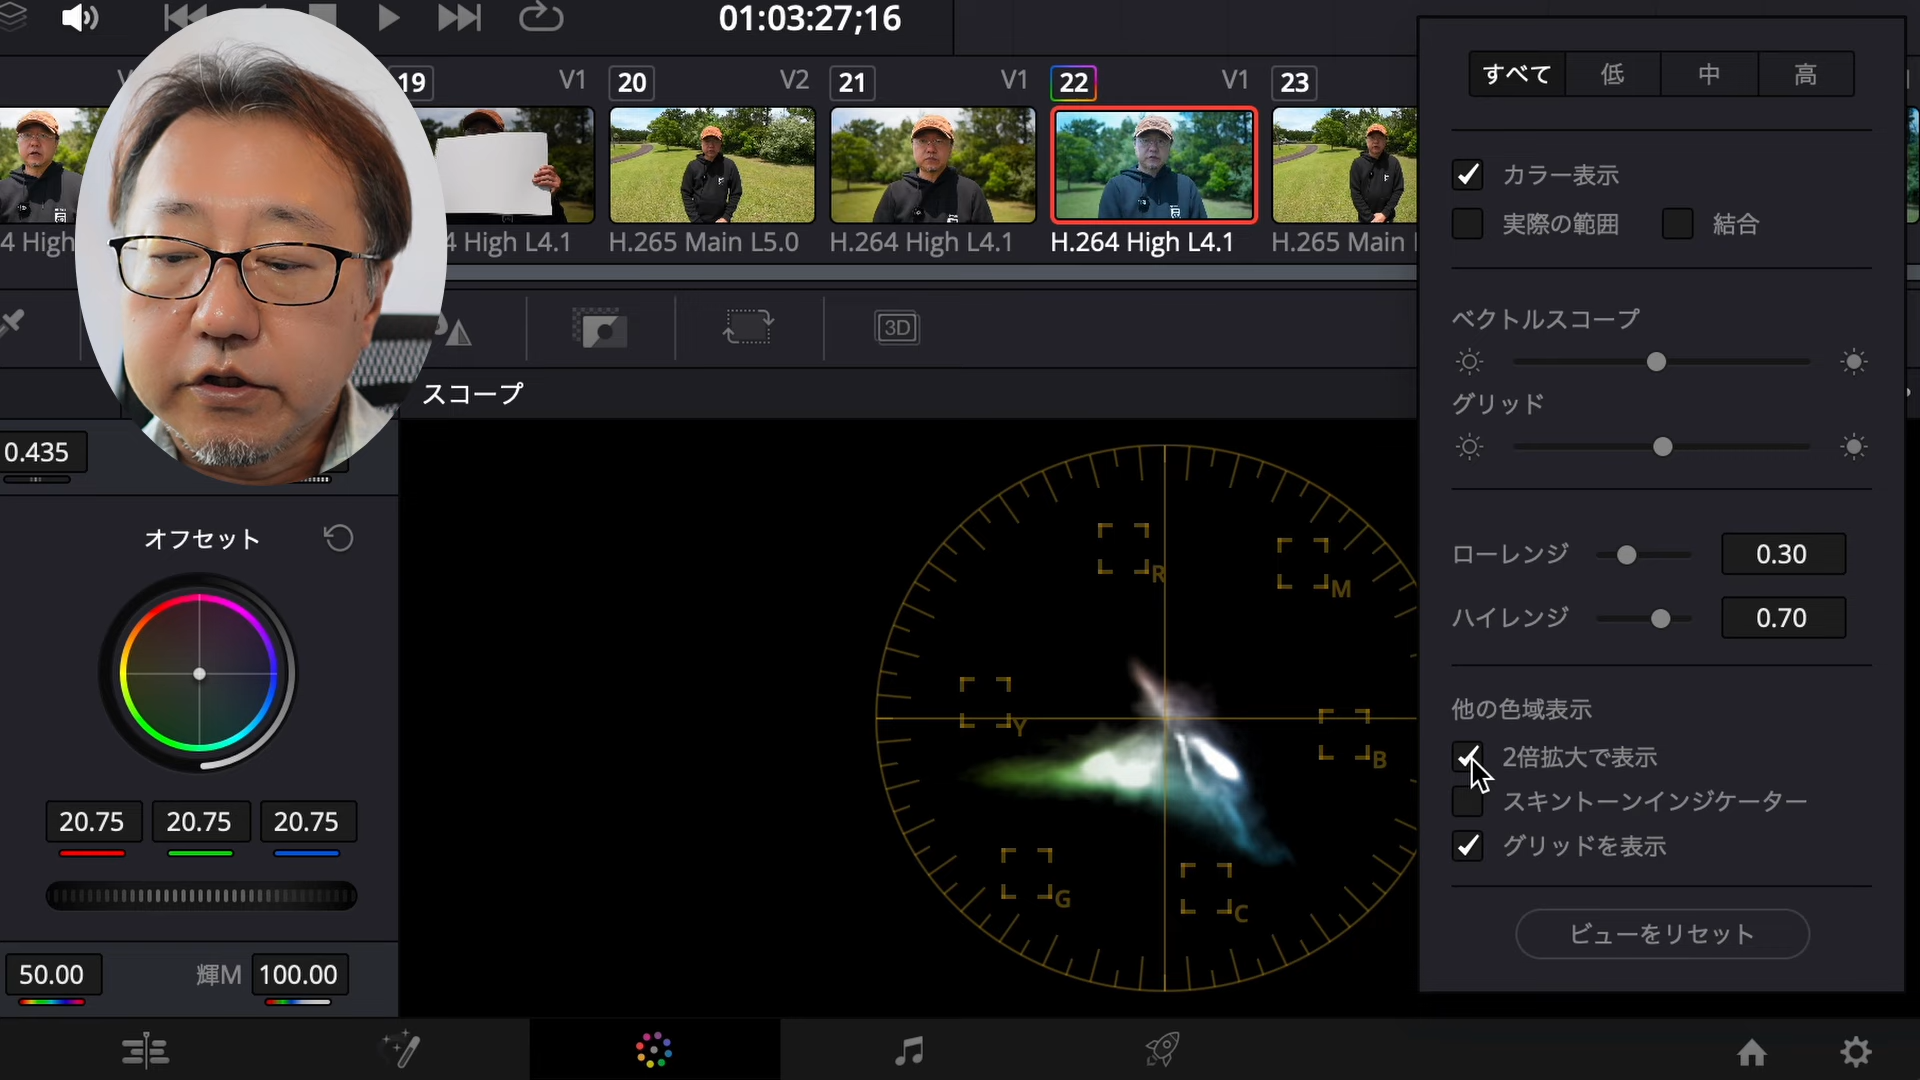 01:03:27;16
すべて 低 中 高
19 V1 20 V2 21 V1 22 V1 23
4 High 4 High L4.1 H.265 Main L5.0 H.264 High L4.1 H.264 High L4.1 H.265 Main
カラー表示
実際の範囲 結合
ベクトルスコープ
グリッド
3D
スコープ
0.435
オフセット
R
M
Y
B
G
C
ローレンジ 0.30
ハイレンジ 0.70
他の色域表示
2倍拡大で表示
スキントーンインジケーター
グリッドを表示
ビューをリセット
20.75 20.75 20.75
50.00 輝M 100.00